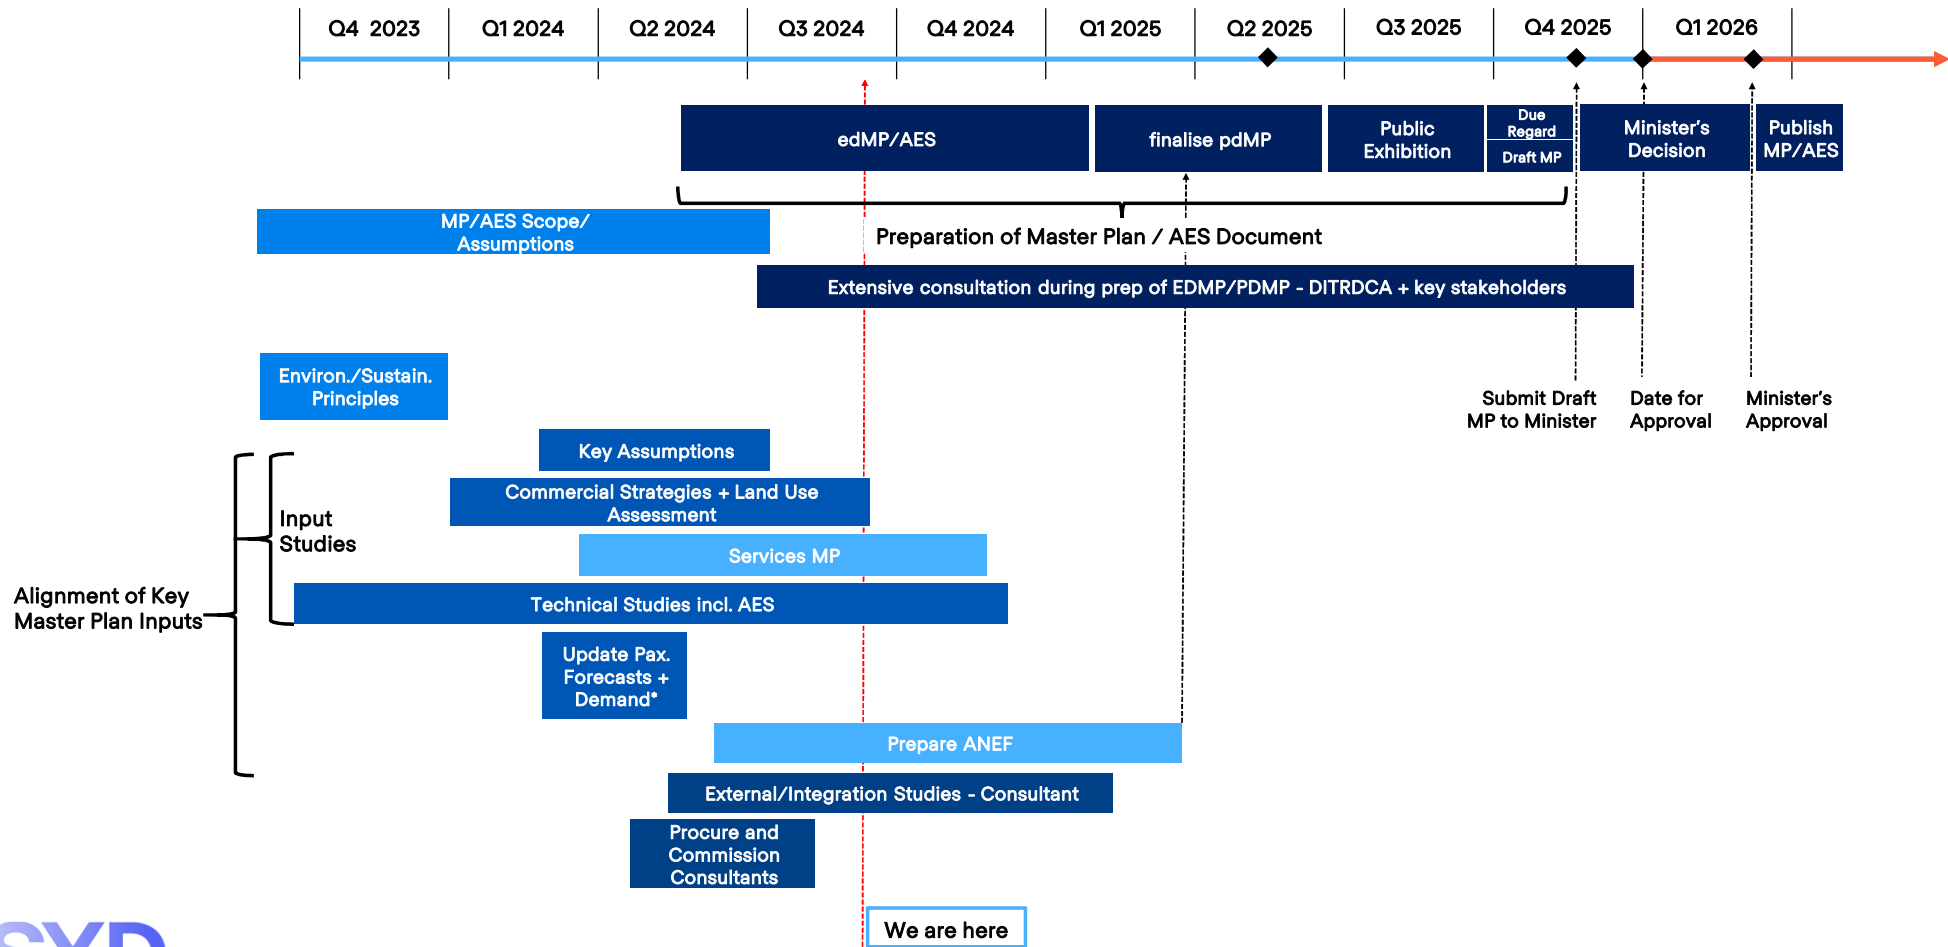 Q4 2023
Q1 2024
Q2 2024
Q3 2024
Q4 2024
Q1 2025
Q2 2025
Q3 2025
Q4 2025
Q1 2026
edMP/AES
finalise pdMP
Public
Exhibition
Due
Regard
Draft MP
Minister's
Decision
Publish
MP/AES
MP/AES Scope/
Assumptions
Preparation of Master Plan / AES Document
Extensive consultation during prep of EDMP/PDMP - DITRDCA + key stakeholders
Environ./Sustain.
Principles
Submit Draft
MP to Minister
Date for
Approval
Minister's
Approval
Key Assumptions
Commercial Strategies + Land Use
Assessment
Input
Studies
Services MP
Technical Studies incl. AES
Alignment of Key
Master Plan Inputs
Update Pax.
Forecasts +
Demand*
Prepare ANEF
External/Integration Studies - Consultant
Procure and
Commission
Consultants
We are here
SYD